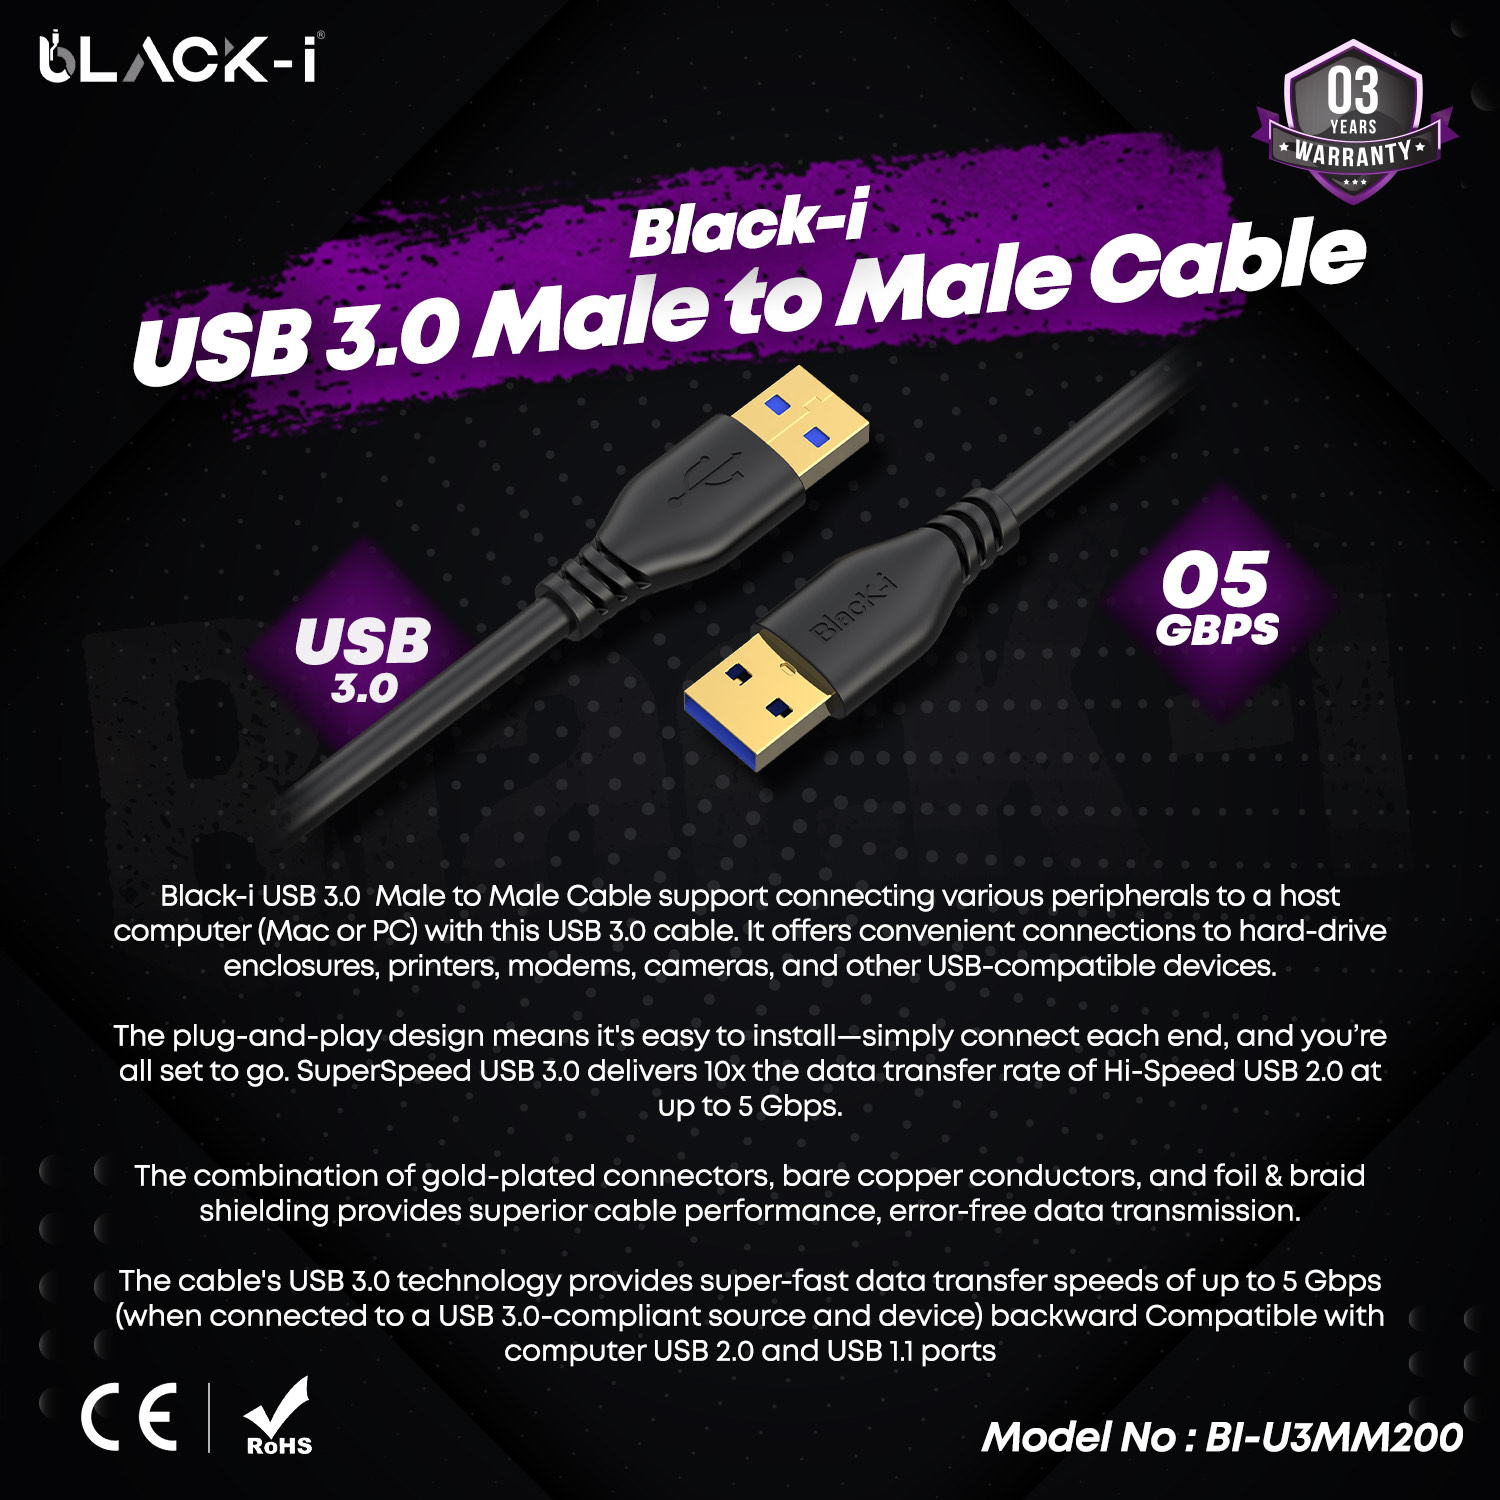 bLACK-i®
03
YEARS
WARRANTY
Black-i
USB 3.0 Male to Male Cable
USB
3.0
05
GBPS
Black-i
Black-i
Black-i USB 3.0 Male to Male Cable support connecting various peripherals to a host
computer (Mac or PC) with this USB 3.0 cable. It offers convenient connections to hard-drive
enclosures, printers, modems, cameras, and other USB-compatible devices.
The plug-and-play design means it's easy to install—simply connect each end, and you’re
all set to go. SuperSpeed USB 3.0 delivers 10x the data transfer rate of Hi-Speed USB 2.0 at
up to 5 Gbps.
The combination of gold-plated connectors, bare copper conductors, and foil & braid
shielding provides superior cable performance, error-free data transmission.
The cable's USB 3.0 technology provides super-fast data transfer speeds of up to 5 Gbps
(when connected to a USB 3.0-compliant source and device) backward Compatible with
computer USB 2.0 and USB 1.1 ports
CE
RoHS
Model No : BI-U3MM200